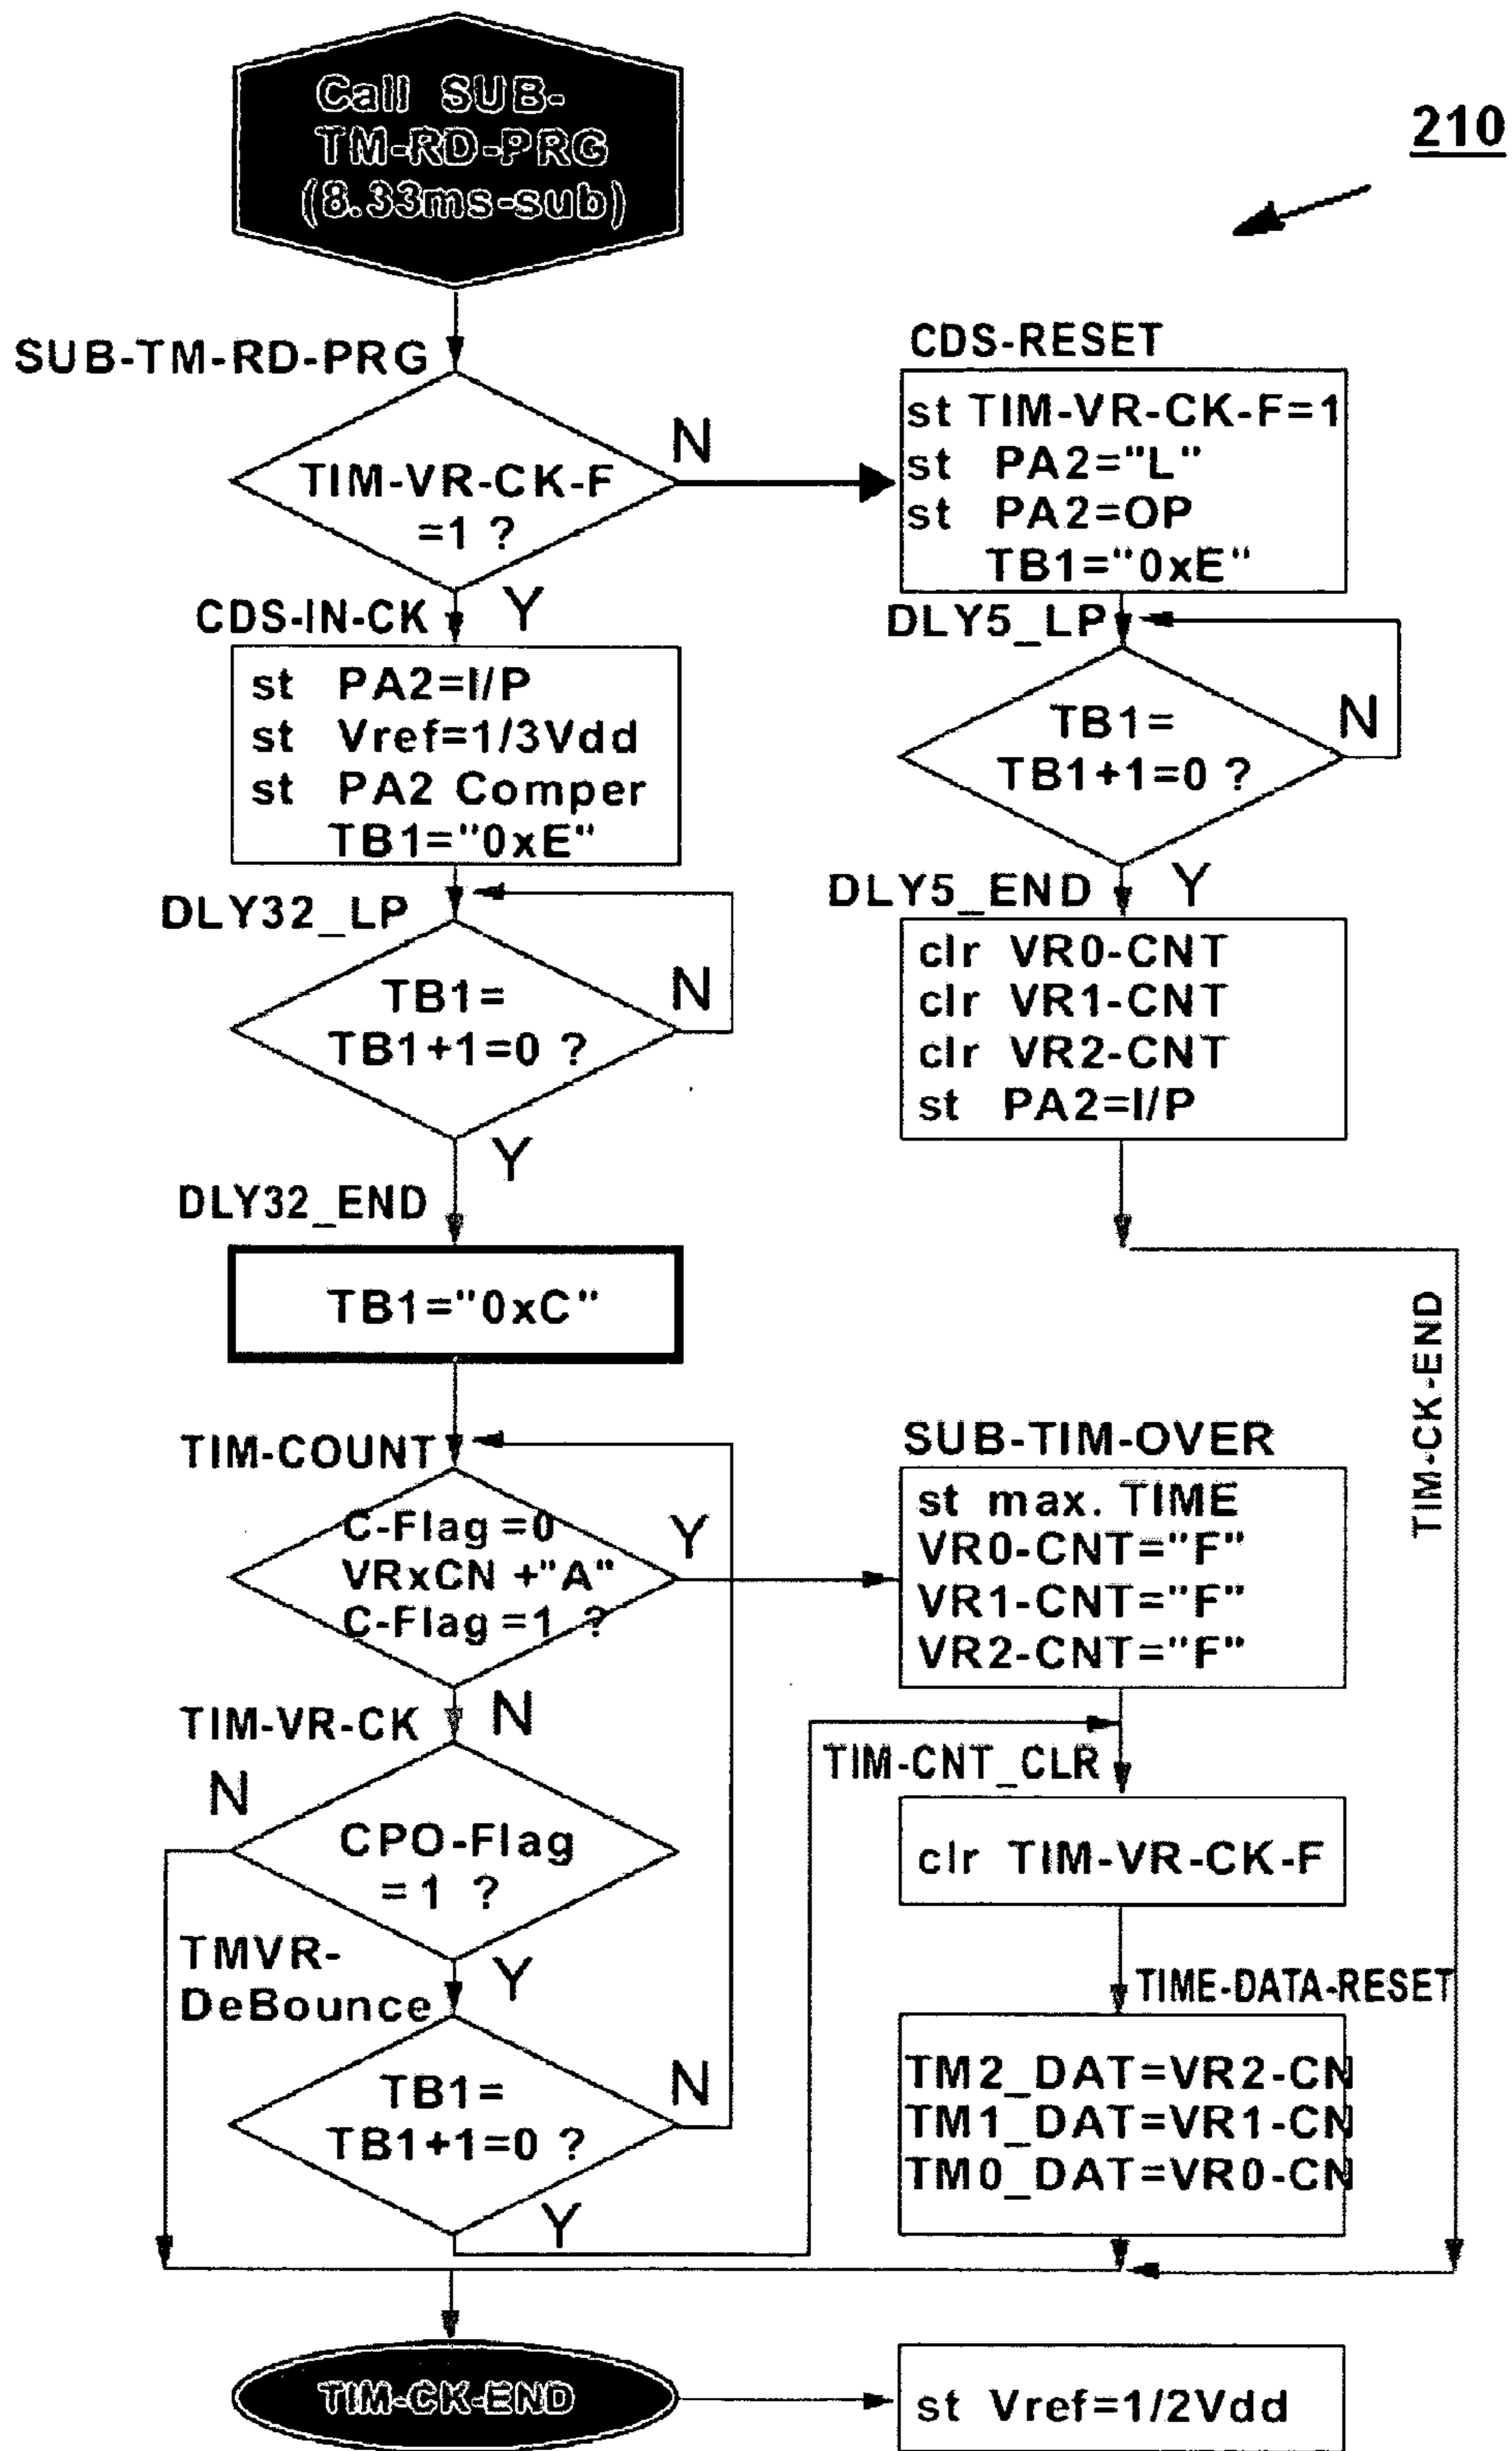 210
Call SUB-
TM-RD-PRG
(8.33ms-sub)
SUB-TM-RD-PRG
TIM-VR-CK-F
=1 ?
N
Y
CDS-RESET
st TIM-VR-CK-F=1
st PA2="L"
st PA2=OP
TB1="0xE"
DLY5_LP
TB1=
TB1+1=0 ?
N
Y
DLY5_END
clr VR0-CNT
clr VR1-CNT
clr VR2-CNT
st PA2=I/P
TIM-CK-END
CDS-IN-CK
st PA2=I/P
st Vref=1/3Vdd
st PA2 Comper
TB1="0xE"
DLY32_LP
TB1=
TB1+1=0 ?
N
Y
DLY32_END
TB1="0xC"
TIM-COUNT
C-Flag =0
VRxCN +"A"
C-Flag =1 ?
Y
N
SUB-TIM-OVER
st max. TIME
VR0-CNT="F"
VR1-CNT="F"
VR2-CNT="F"
TIM-VR-CK
N
CPO-Flag
=1 ?
Y
TMVR-
DeBounce
TB1=
TB1+1=0 ?
N
Y
TIM-CNT_CLR
clr TIM-VR-CK-F
TIME-DATA-RESET
TM2_DAT=VR2-CN
TM1_DAT=VR1-CN
TM0_DAT=VR0-CN
TIM-CK-END
st Vref=1/2Vdd